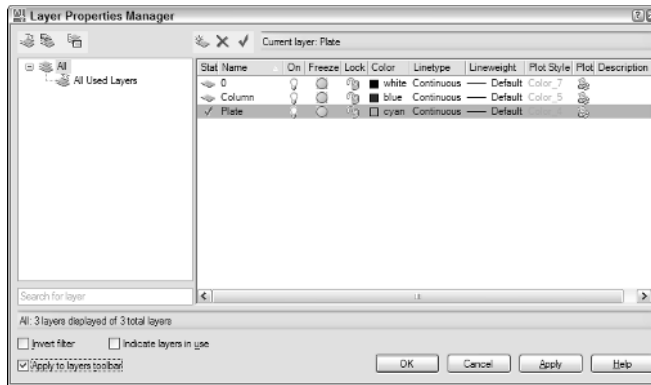 Layer Properties Manager
Current layer: Plate
All
All Used Layers
Stat Name On Freeze Lock Color Linetype Lineweight Plot Style Plot Description
0 white Continuous Default Color_7
Column blue Continuous Default Color_5
Plate cyan Continuous Default
Search for layer
All: 3 layers displayed of 3 total layers
Invert filter Indicate layers in use
Apply to layers toolbar
OK Cancel Apply Help